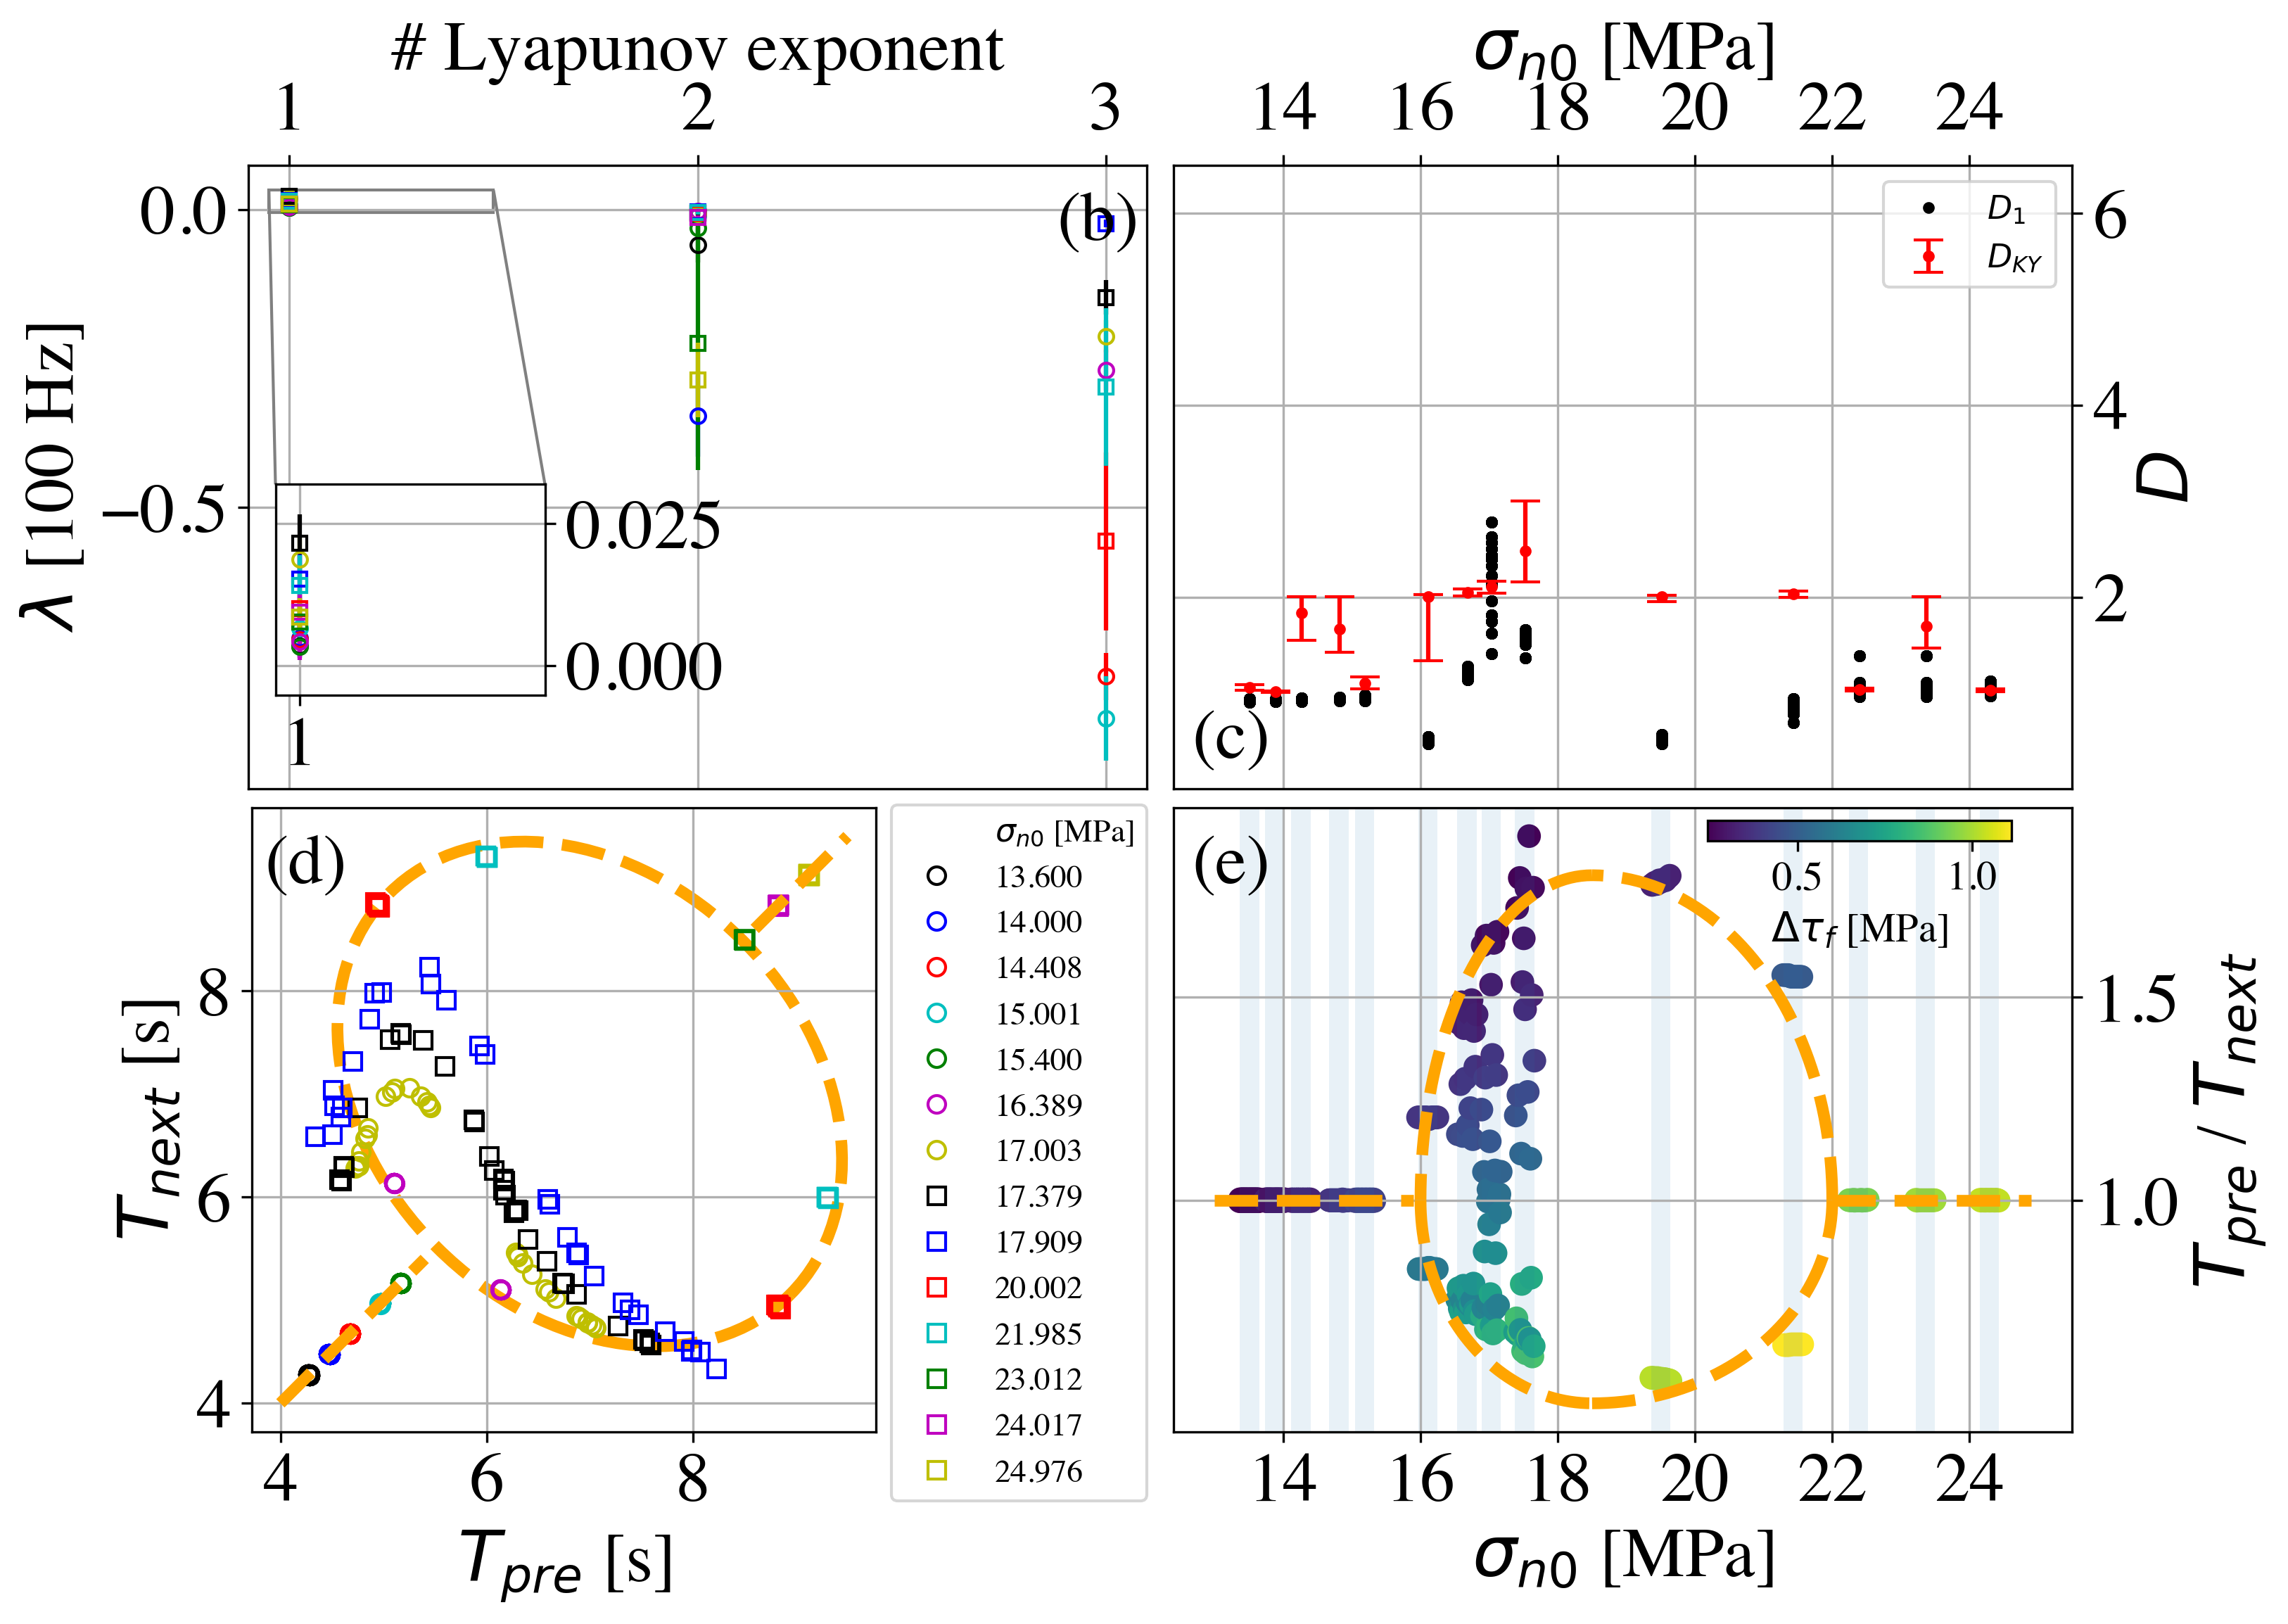 # Lyapunov exponent
1 2 3
σn0 [MPa]
14 16 18 20 22 24
(b)
0.0
−0.5
λ [100 Hz]
0.025
0.000
1
D1
DKY
6
4
2
D
(c)
(d)
8
6
4
Tnext [s]
4 6 8
Tpre [s]
σn0 [MPa]
13.600
14.000
14.408
15.001
15.400
16.389
17.003
17.379
17.909
20.002
21.985
23.012
24.017
24.976
(e)
0.5 1.0
Δτf [MPa]
1.5
1.0
Tpre / Tnext
14 16 18 20 22 24
σn0 [MPa]